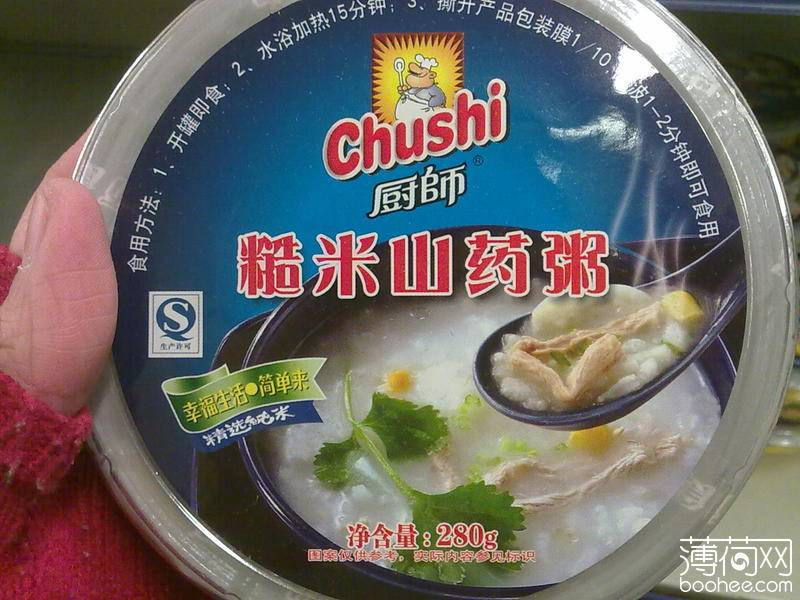 食用方法：1、开罐即食；2、水浴加热15分钟；3、撕开产品包装膜1/10
波1-2分钟即可食用
Chushi
厨師®
糙米山药粥
QS
生产许可
幸福生活●简单来
精选纯米
净含量：280g
图案仅供参考，实际内容参见标识
薄荷网
boohee.com